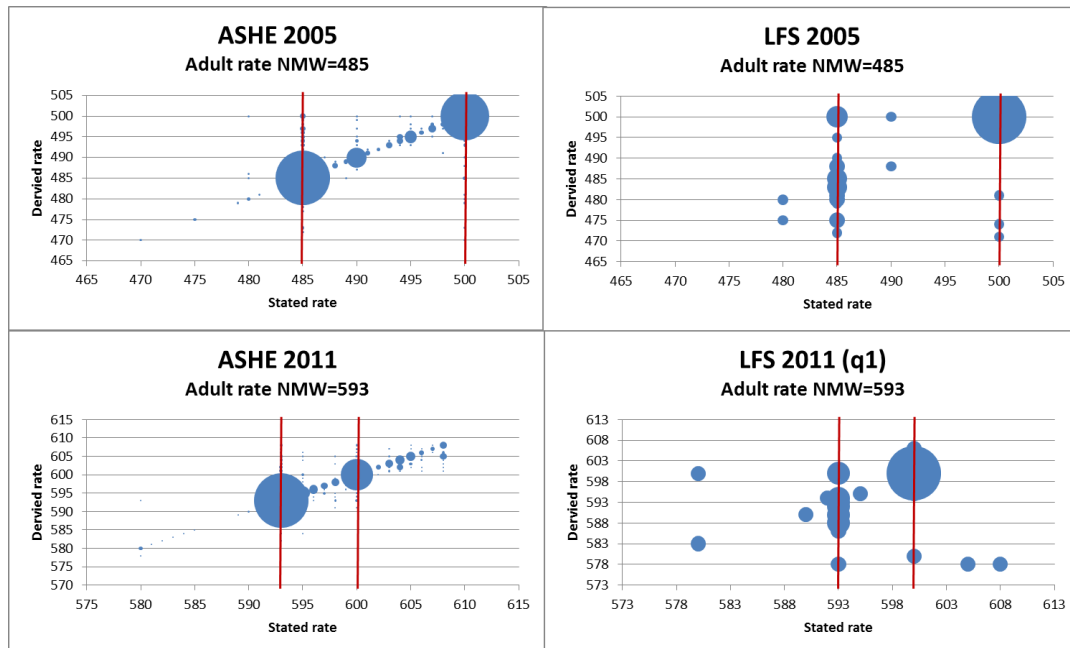 ASHE 2005
Adult rate NMW=485
505
500
495
490
485
480
475
470
465
465 470 475 480 485 490 495 500 505
Dervied rate
Stated rate
LFS 2005
Adult rate NMW=485
505
500
495
490
485
480
475
470
465
465 470 475 480 485 490 495 500 505
Dervied rate
Stated rate
ASHE 2011
Adult rate NMW=593
615
610
605
600
595
590
585
580
575
570
575 580 585 590 595 600 605 610 615
Dervied rate
Stated rate
LFS 2011 (q1)
Adult rate NMW=593
613
608
603
598
593
588
583
578
573
573 578 583 588 593 598 603 608 613
Dervied rate
Stated rate